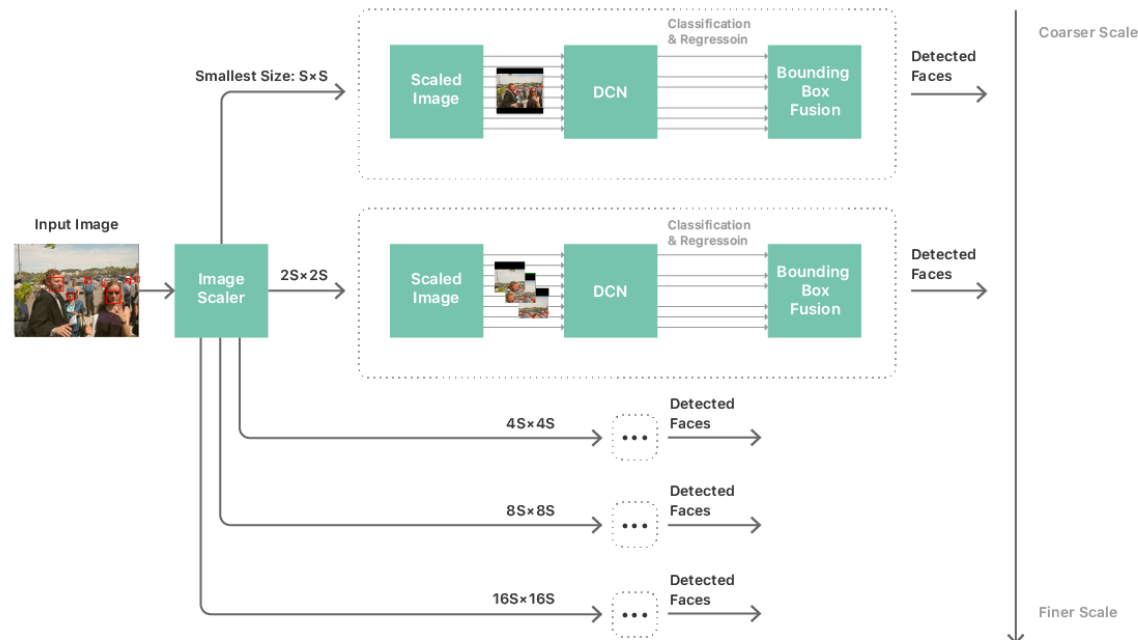 Classification
& Regressoin
Coarser Scale
Smallest Size: S×S
Scaled
Image
DCN
Bounding
Box
Fusion
Detected
Faces
Input Image
Image
Scaler
2S×2S
Classification
& Regressoin
Scaled
Image
DCN
Bounding
Box
Fusion
Detected
Faces
4S×4S
Detected
Faces
8S×8S
Detected
Faces
16S×16S
Detected
Faces
Finer Scale